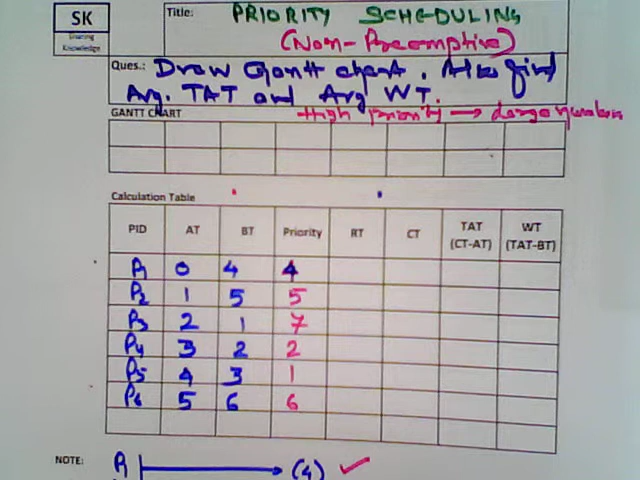 SK
Sharing
Knowledge
Title: PRIORITY SCHEDULING
(Non-Preemptive)
Ques.: Draw Gantt chart. Also find
Avg. TAT and Avg WT.
GANTT CHART
High priority → Large number
Calculation Table
PID AT BT Priority RT CT TAT (CT-AT) WT (TAT-BT)
P1 0 4 4
P2 1 5 5
P3 2 1 7
P4 3 2 2
P5 4 3 1
P6 5 6 6
NOTE: P1 → (4) ✓